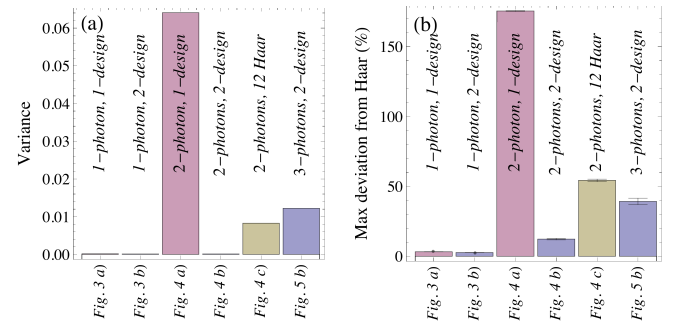 (a)
Variance
0.06
0.05
0.04
0.03
0.02
0.01
0.00
1-photon, 1-design
1-photon, 2-design
2-photon, 1-design
2-photons, 2-design
2-photons, 12 Haar
3-photons, 2-design
Fig. 3 a)
Fig. 3 b)
Fig. 4 a)
Fig. 4 b)
Fig. 4 c)
Fig. 5 b)
(b)
Max deviation from Haar (%)
150
100
50
0
1-photon, 1-design
1-photon, 2-design
2-photon, 1-design
2-photons, 2-design
2-photons, 12 Haar
3-photons, 2-design
Fig. 3 a)
Fig. 3 b)
Fig. 4 a)
Fig. 4 b)
Fig. 4 c)
Fig. 5 b)